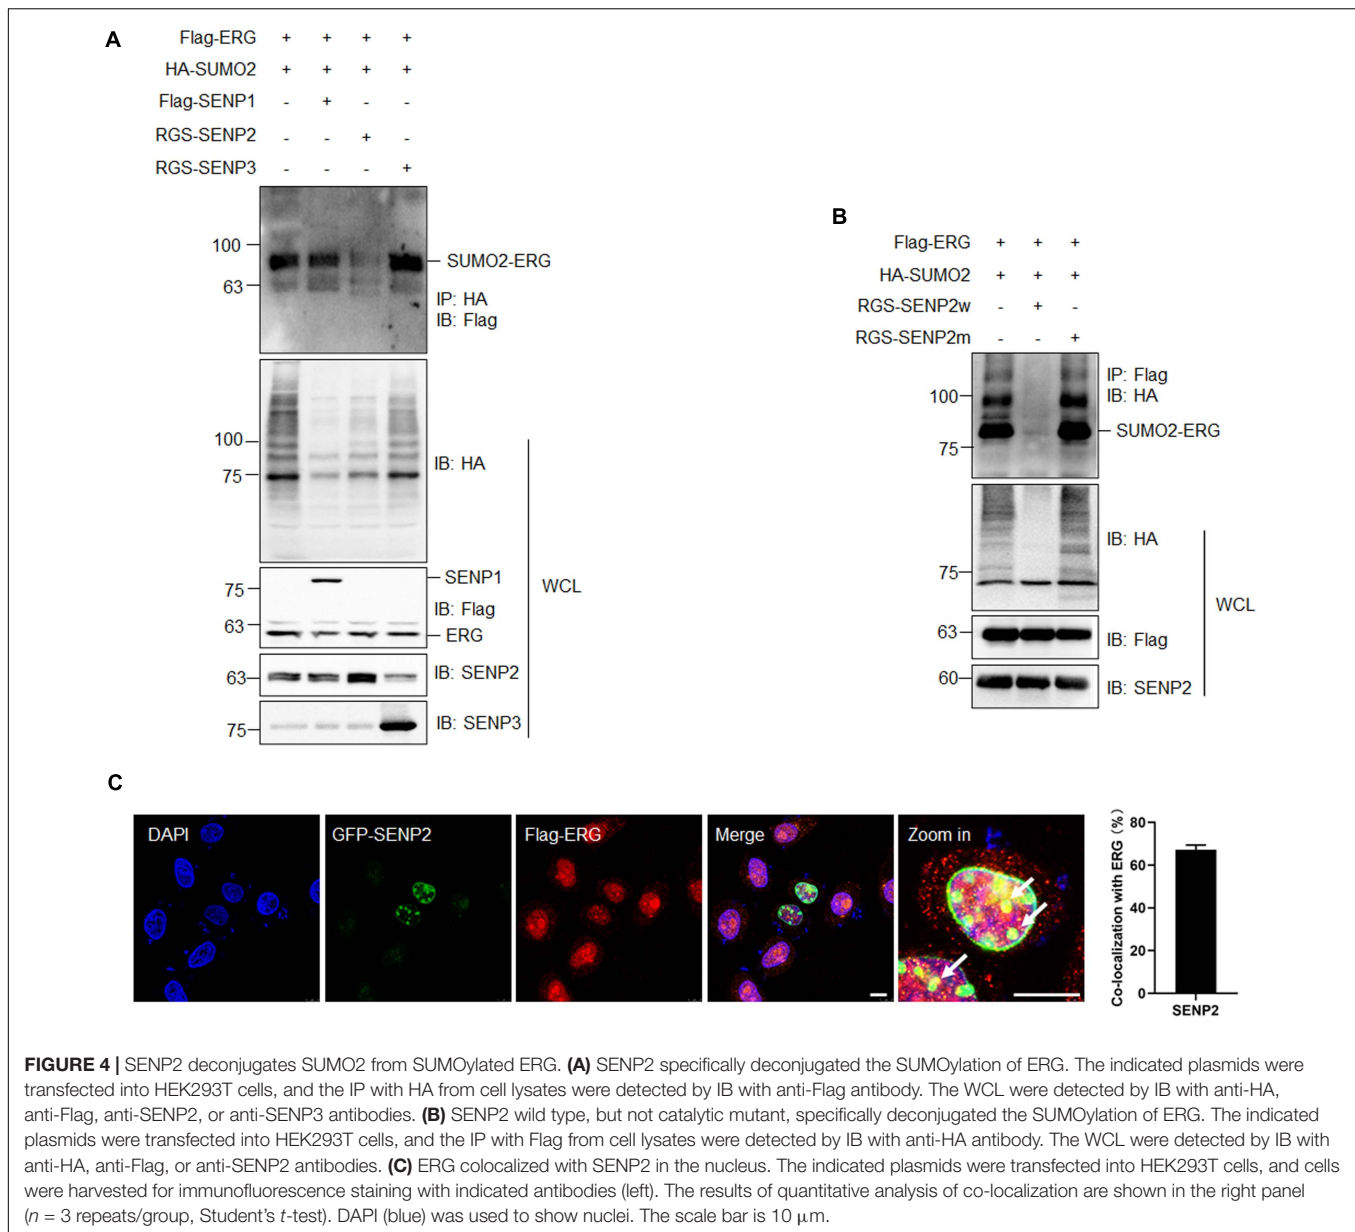 A
Flag-ERG + + + +
HA-SUMO2 + + + +
Flag-SENP1 - + - -
RGS-SENP2 - - + -
RGS-SENP3 - - - +
100
63
SUMO2-ERG
IP: HA
IB: Flag
100
75
IB: HA
75
63
SENP1
IB: Flag
ERG
63
IB: SENP2
75
IB: SENP3
WCL
B
Flag-ERG + + +
HA-SUMO2 + + +
RGS-SENP2w - + -
RGS-SENP2m - - +
100
75
IP: Flag
IB: HA
SUMO2-ERG
75
IB: HA
63
IB: Flag
60
IB: SENP2
WCL
C
DAPI
GFP-SENP2
Flag-ERG
Merge
Zoom in
Co-localization with ERG (%)
80
60
40
20
0
SENP2
FIGURE 4 | SENP2 deconjugates SUMO2 from SUMOylated ERG. (A) SENP2 specifically deconjugated the SUMOylation of ERG. The indicated plasmids were
transfected into HEK293T cells, and the IP with HA from cell lysates were detected by IB with anti-Flag antibody. The WCL were detected by IB with anti-HA,
anti-Flag, anti-SENP2, or anti-SENP3 antibodies. (B) SENP2 wild type, but not catalytic mutant, specifically deconjugated the SUMOylation of ERG. The indicated
plasmids were transfected into HEK293T cells, and the IP with Flag from cell lysates were detected by IB with anti-HA antibody. The WCL were detected by IB with
anti-HA, anti-Flag, or anti-SENP2 antibodies. (C) ERG colocalized with SENP2 in the nucleus. The indicated plasmids were transfected into HEK293T cells, and cells
were harvested for immunofluorescence staining with indicated antibodies (left). The results of quantitative analysis of co-localization are shown in the right panel
(n = 3 repeats/group, Student's t-test). DAPI (blue) was used to show nuclei. The scale bar is 10 μm.